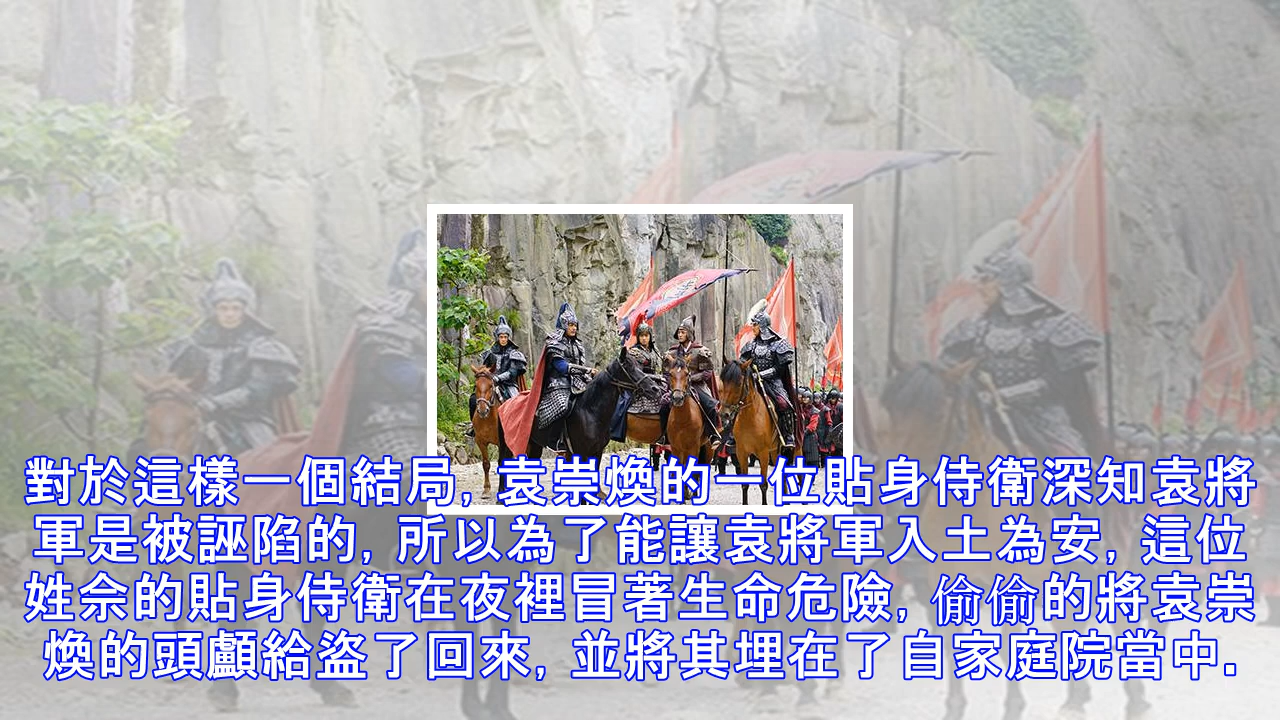 對於這樣一個結局, 袁崇煥的一位貼身侍衛深知袁將
軍是被誣陷的, 所以為了能讓袁將軍入土為安, 這位
姓佘的貼身侍衛在夜裡冒著生命危險, 偷偷的將袁崇
煥的頭顱給盜了回來, 並將其埋在了自家庭院當中.